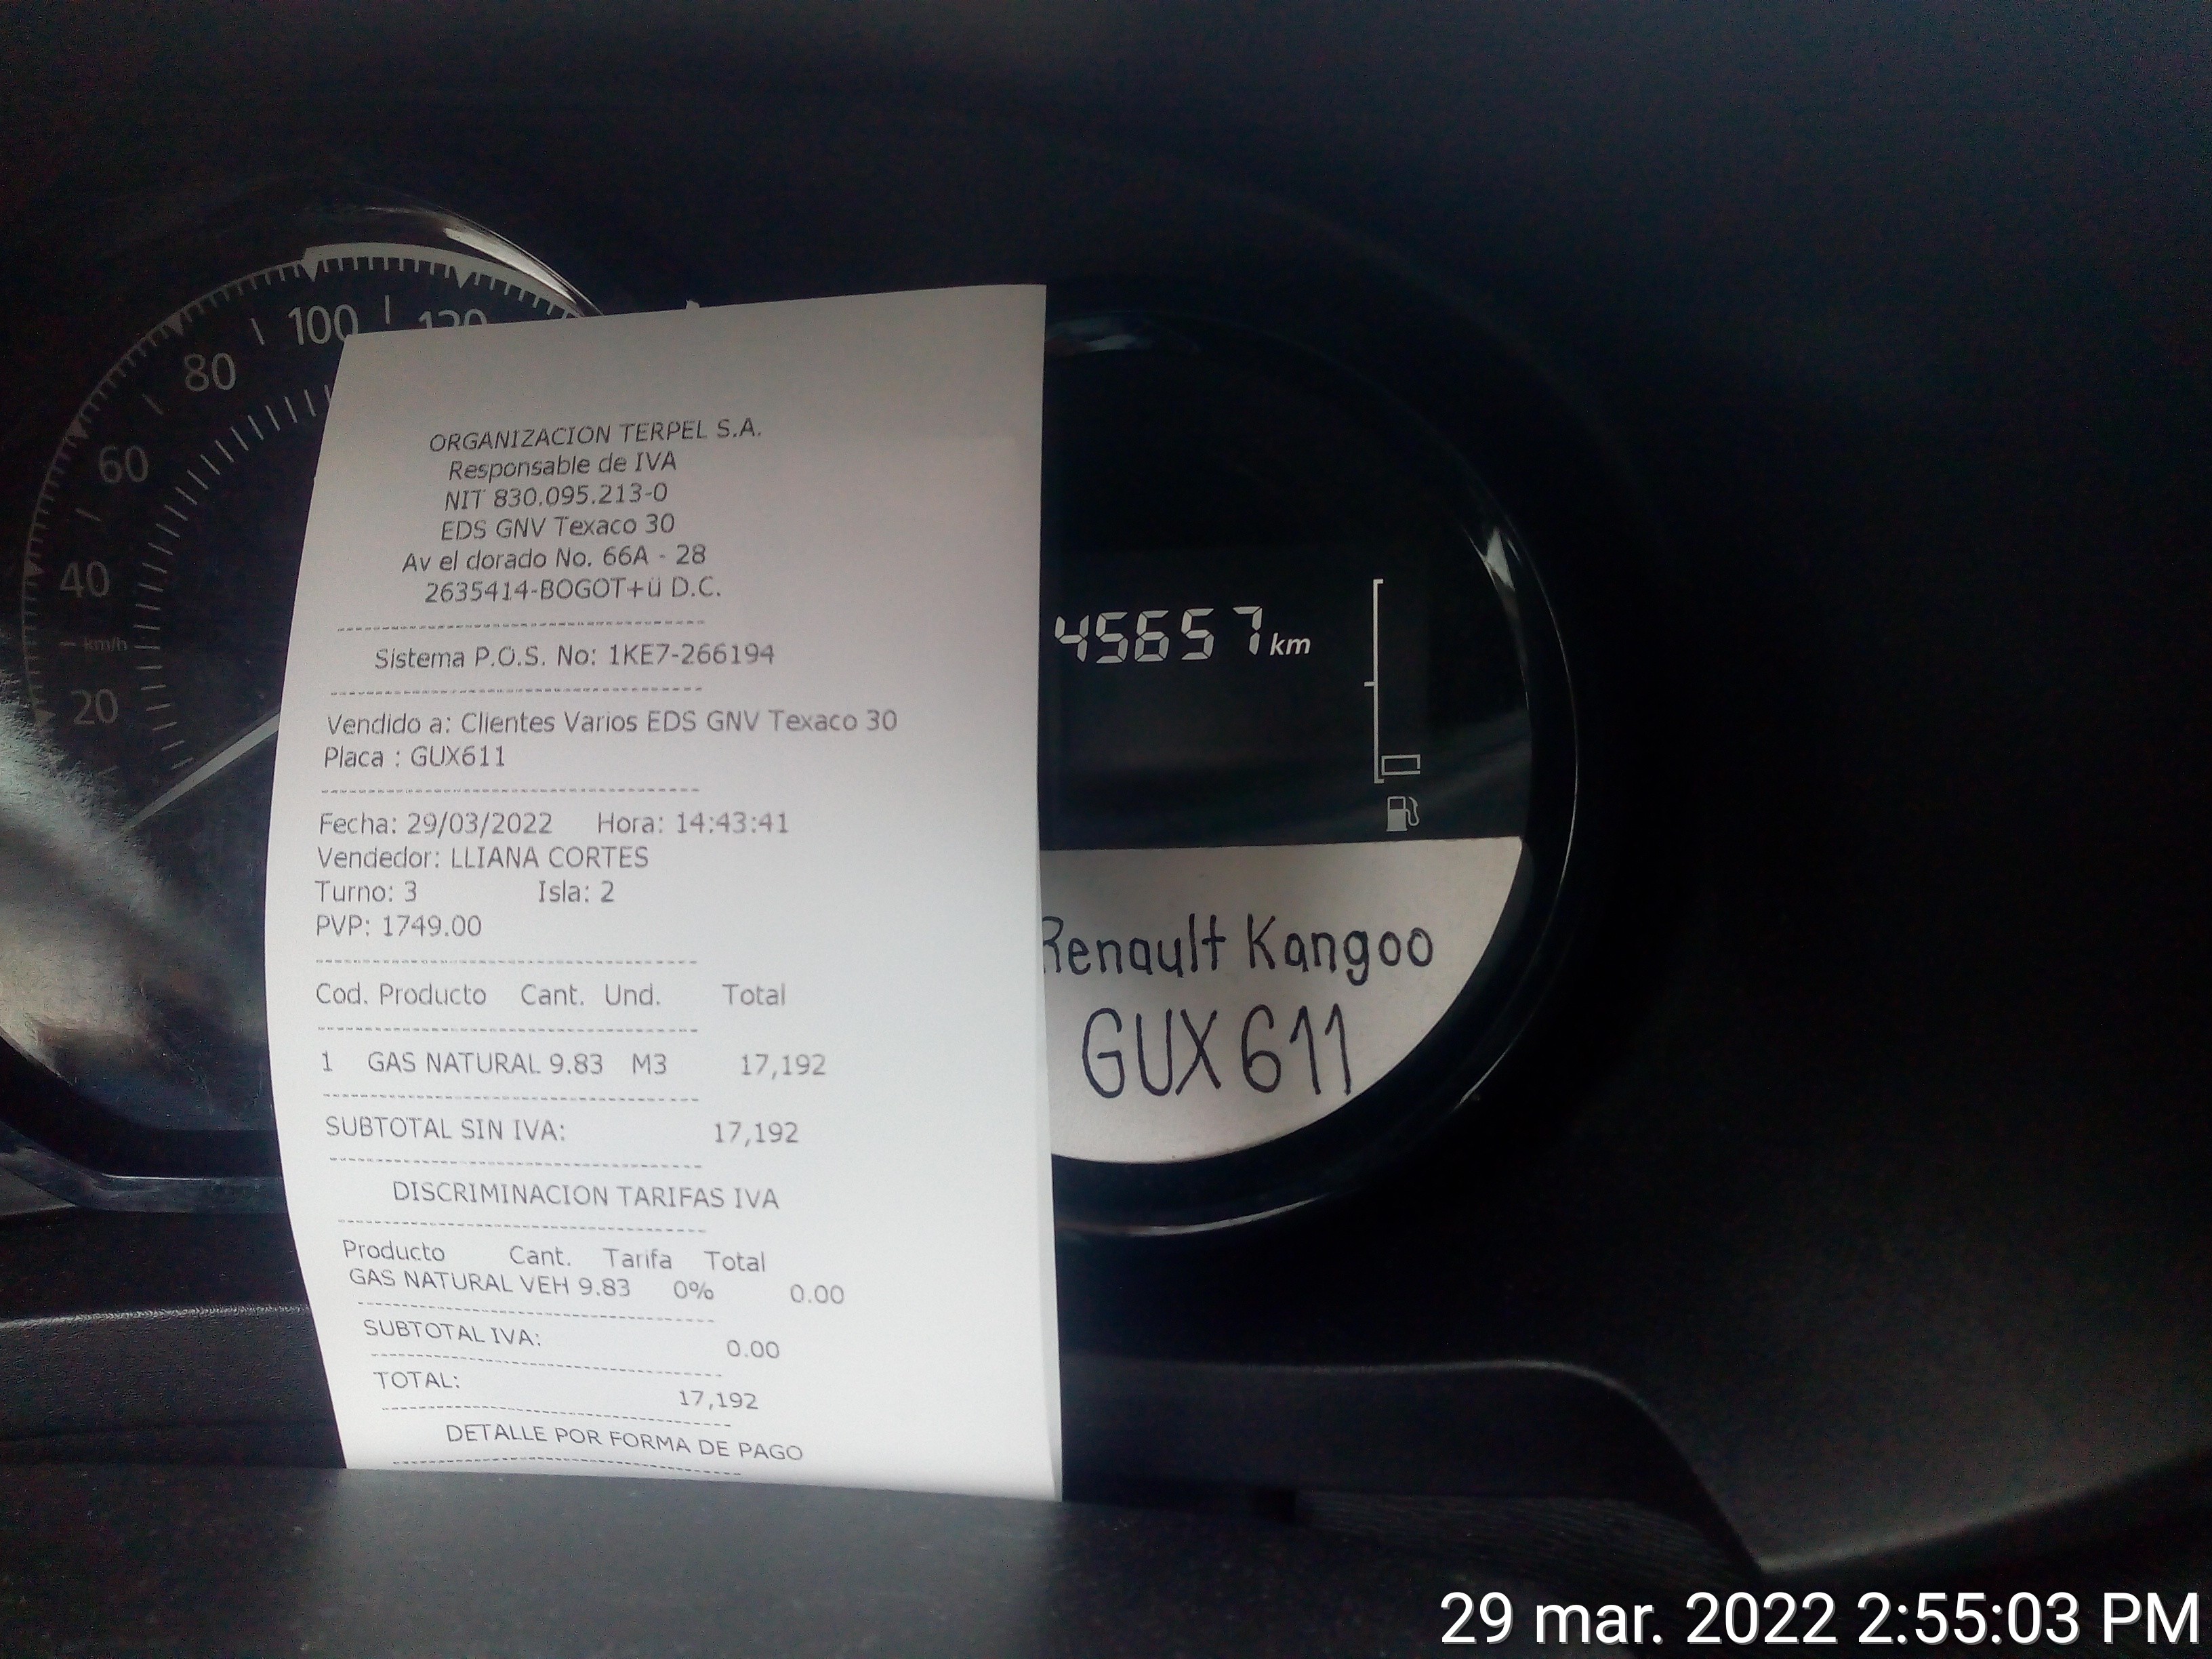 100
120
80
60
40
km/h
20
ORGANIZACION TERPEL S.A.
Responsable de IVA
NIT 830.095.213-0
EDS GNV Texaco 30
Av el dorado No. 66A - 28
2635414-BOGOT+ü D.C.
Sistema P.O.S. No: 1KE7-266194
Vendido a: Clientes Varios EDS GNV Texaco 30
Placa : GUX611
Fecha: 29/03/2022 Hora: 14:43:41
Vendedor: LLIANA CORTES
Turno: 3 Isla: 2
PVP: 1749.00
Cod. Producto Cant. Und. Total
1 GAS NATURAL 9.83 M3 17,192
SUBTOTAL SIN IVA: 17,192
DISCRIMINACION TARIFAS IVA
Producto Cant. Tarifa Total
GAS NATURAL VEH 9.83 0% 0.00
SUBTOTAL IVA: 0.00
TOTAL: 17,192
DETALLE POR FORMA DE PAGO
45657 km
Renault Kangoo
GUX611
29 mar. 2022 2:55:03 PM